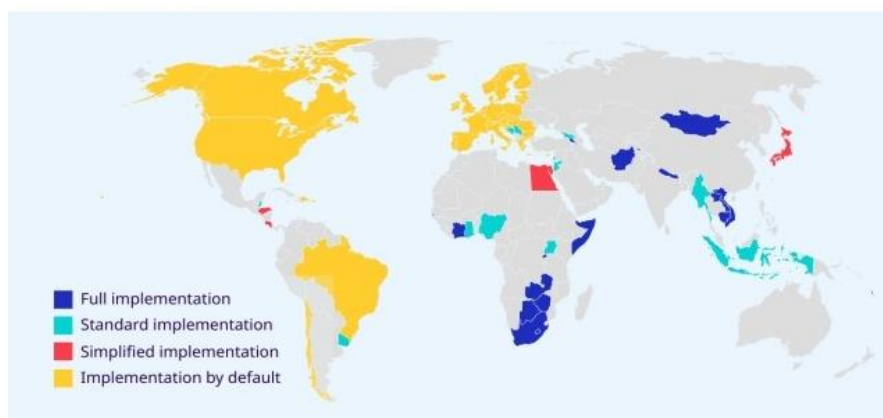 Full implementation
Standard implementation
Simplified implementation
Implementation by default